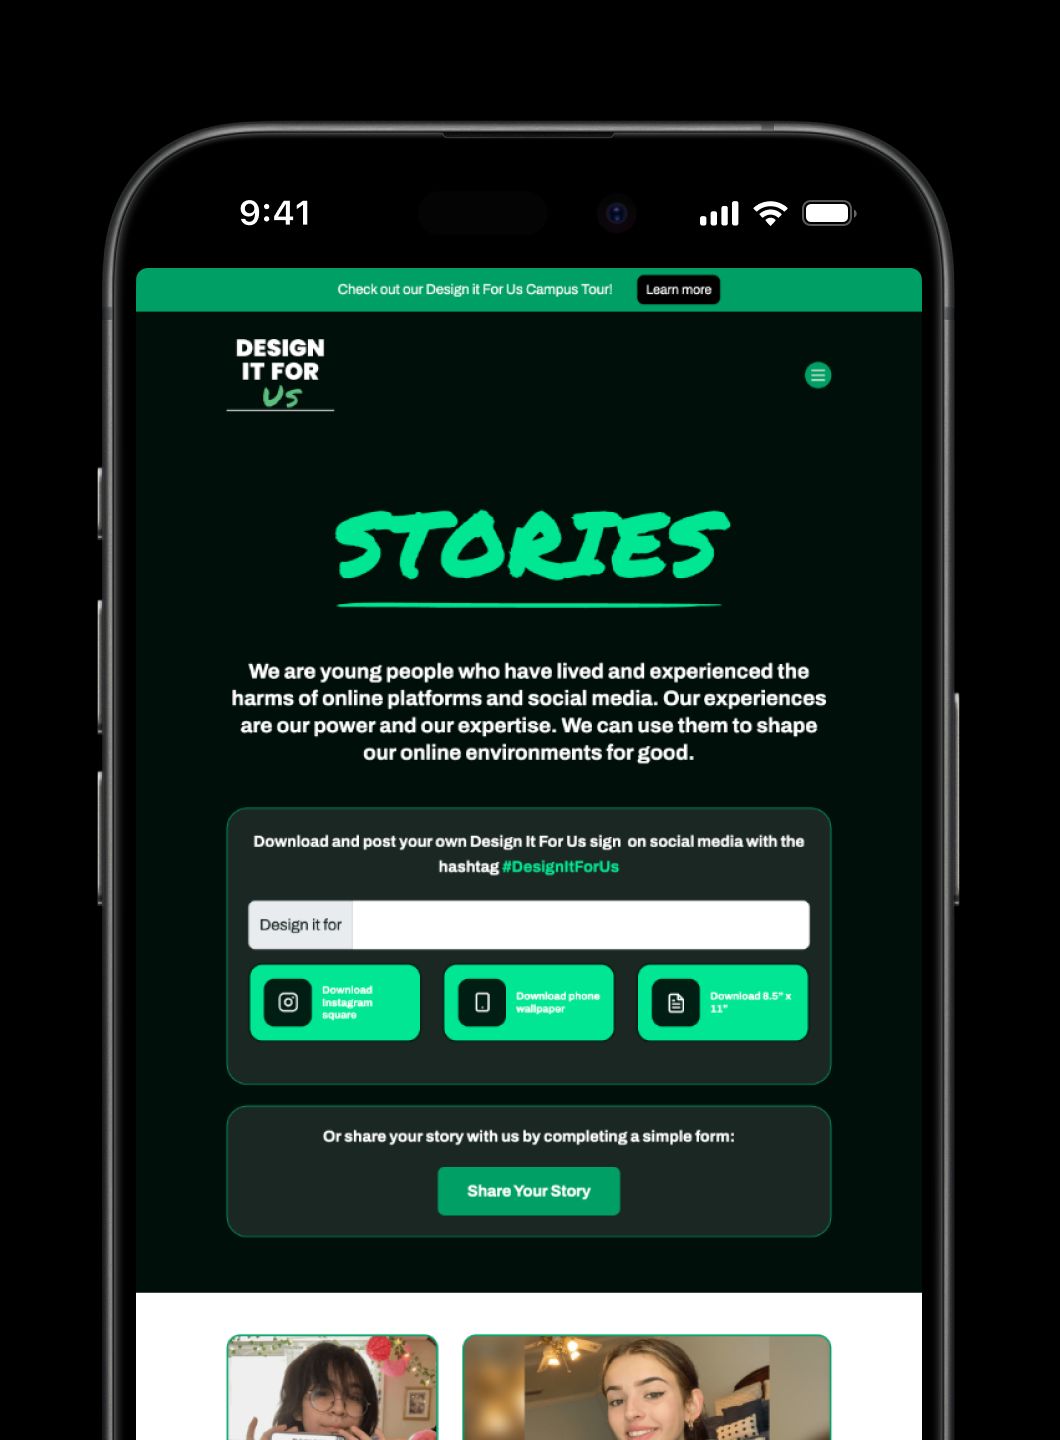 9:41
Check out our Design it For Us Campus Tour!
Learn more
DESIGN
IT FOR
Us
STORIES
We are young people who have lived and experienced the
harms of online platforms and social media. Our experiences
are our power and our expertise. We can use them to shape
our online environments for good.
Download and post your own Design It For Us sign on social media with the
hashtag #DesignItForUs
Design it for
Download
Instagram
square
Download phone
wallpaper
Download 8.5" x
11"
Or share your story with us by completing a simple form:
Share Your Story